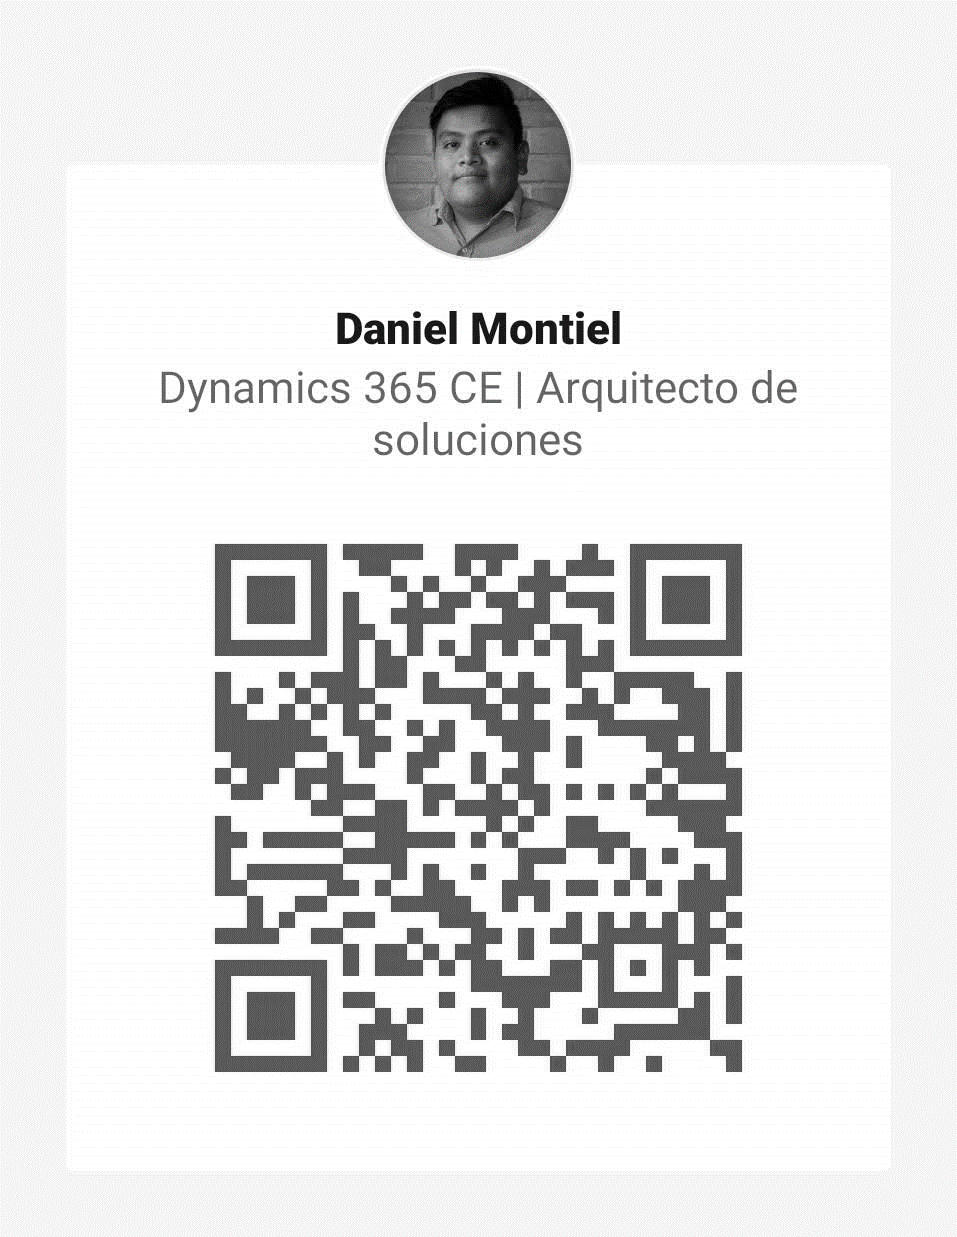 Daniel Montiel
Dynamics 365 CE | Arquitecto de
soluciones